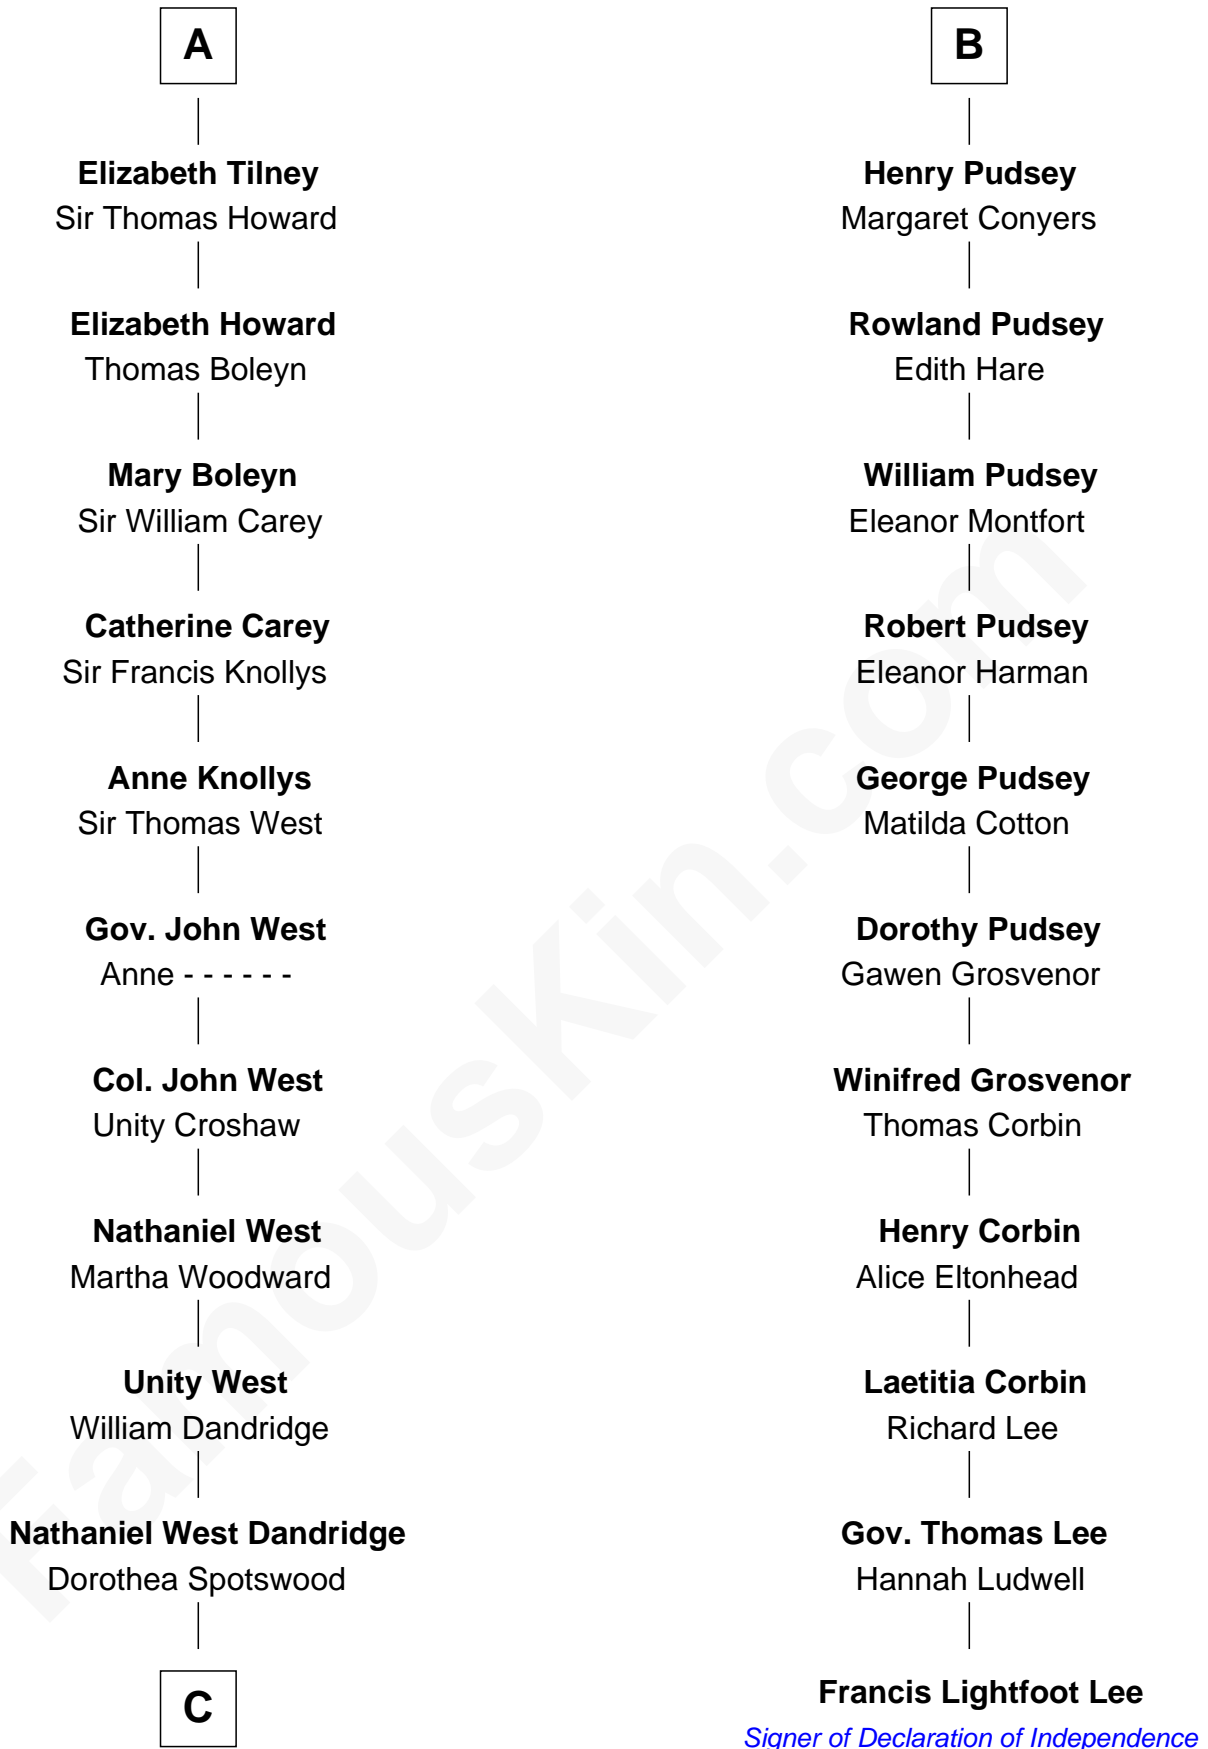 A
Elizabeth Tilney
Sir Thomas Howard
Elizabeth Howard
Thomas Boleyn
Mary Boleyn
Sir William Carey
Catherine Carey
Sir Francis Knollys
Anne Knollys
Sir Thomas West
Gov. John West
Anne - - - - - -
Col. John West
Unity Croshaw
Nathaniel West
Martha Woodward
Unity West
William Dandridge
Nathaniel West Dandridge
Dorothea Spotswood
C
B
Henry Pudsey
Margaret Conyers
Rowland Pudsey
Edith Hare
William Pudsey
Eleanor Montfort
Robert Pudsey
Eleanor Harman
George Pudsey
Matilda Cotton
Dorothy Pudsey
Gawen Grosvenor
Winifred Grosvenor
Thomas Corbin
Henry Corbin
Alice Eltonhead
Laetitia Corbin
Richard Lee
Gov. Thomas Lee
Hannah Ludwell
Francis Lightfoot Lee
Signer of Declaration of Independence
FamousKin.com